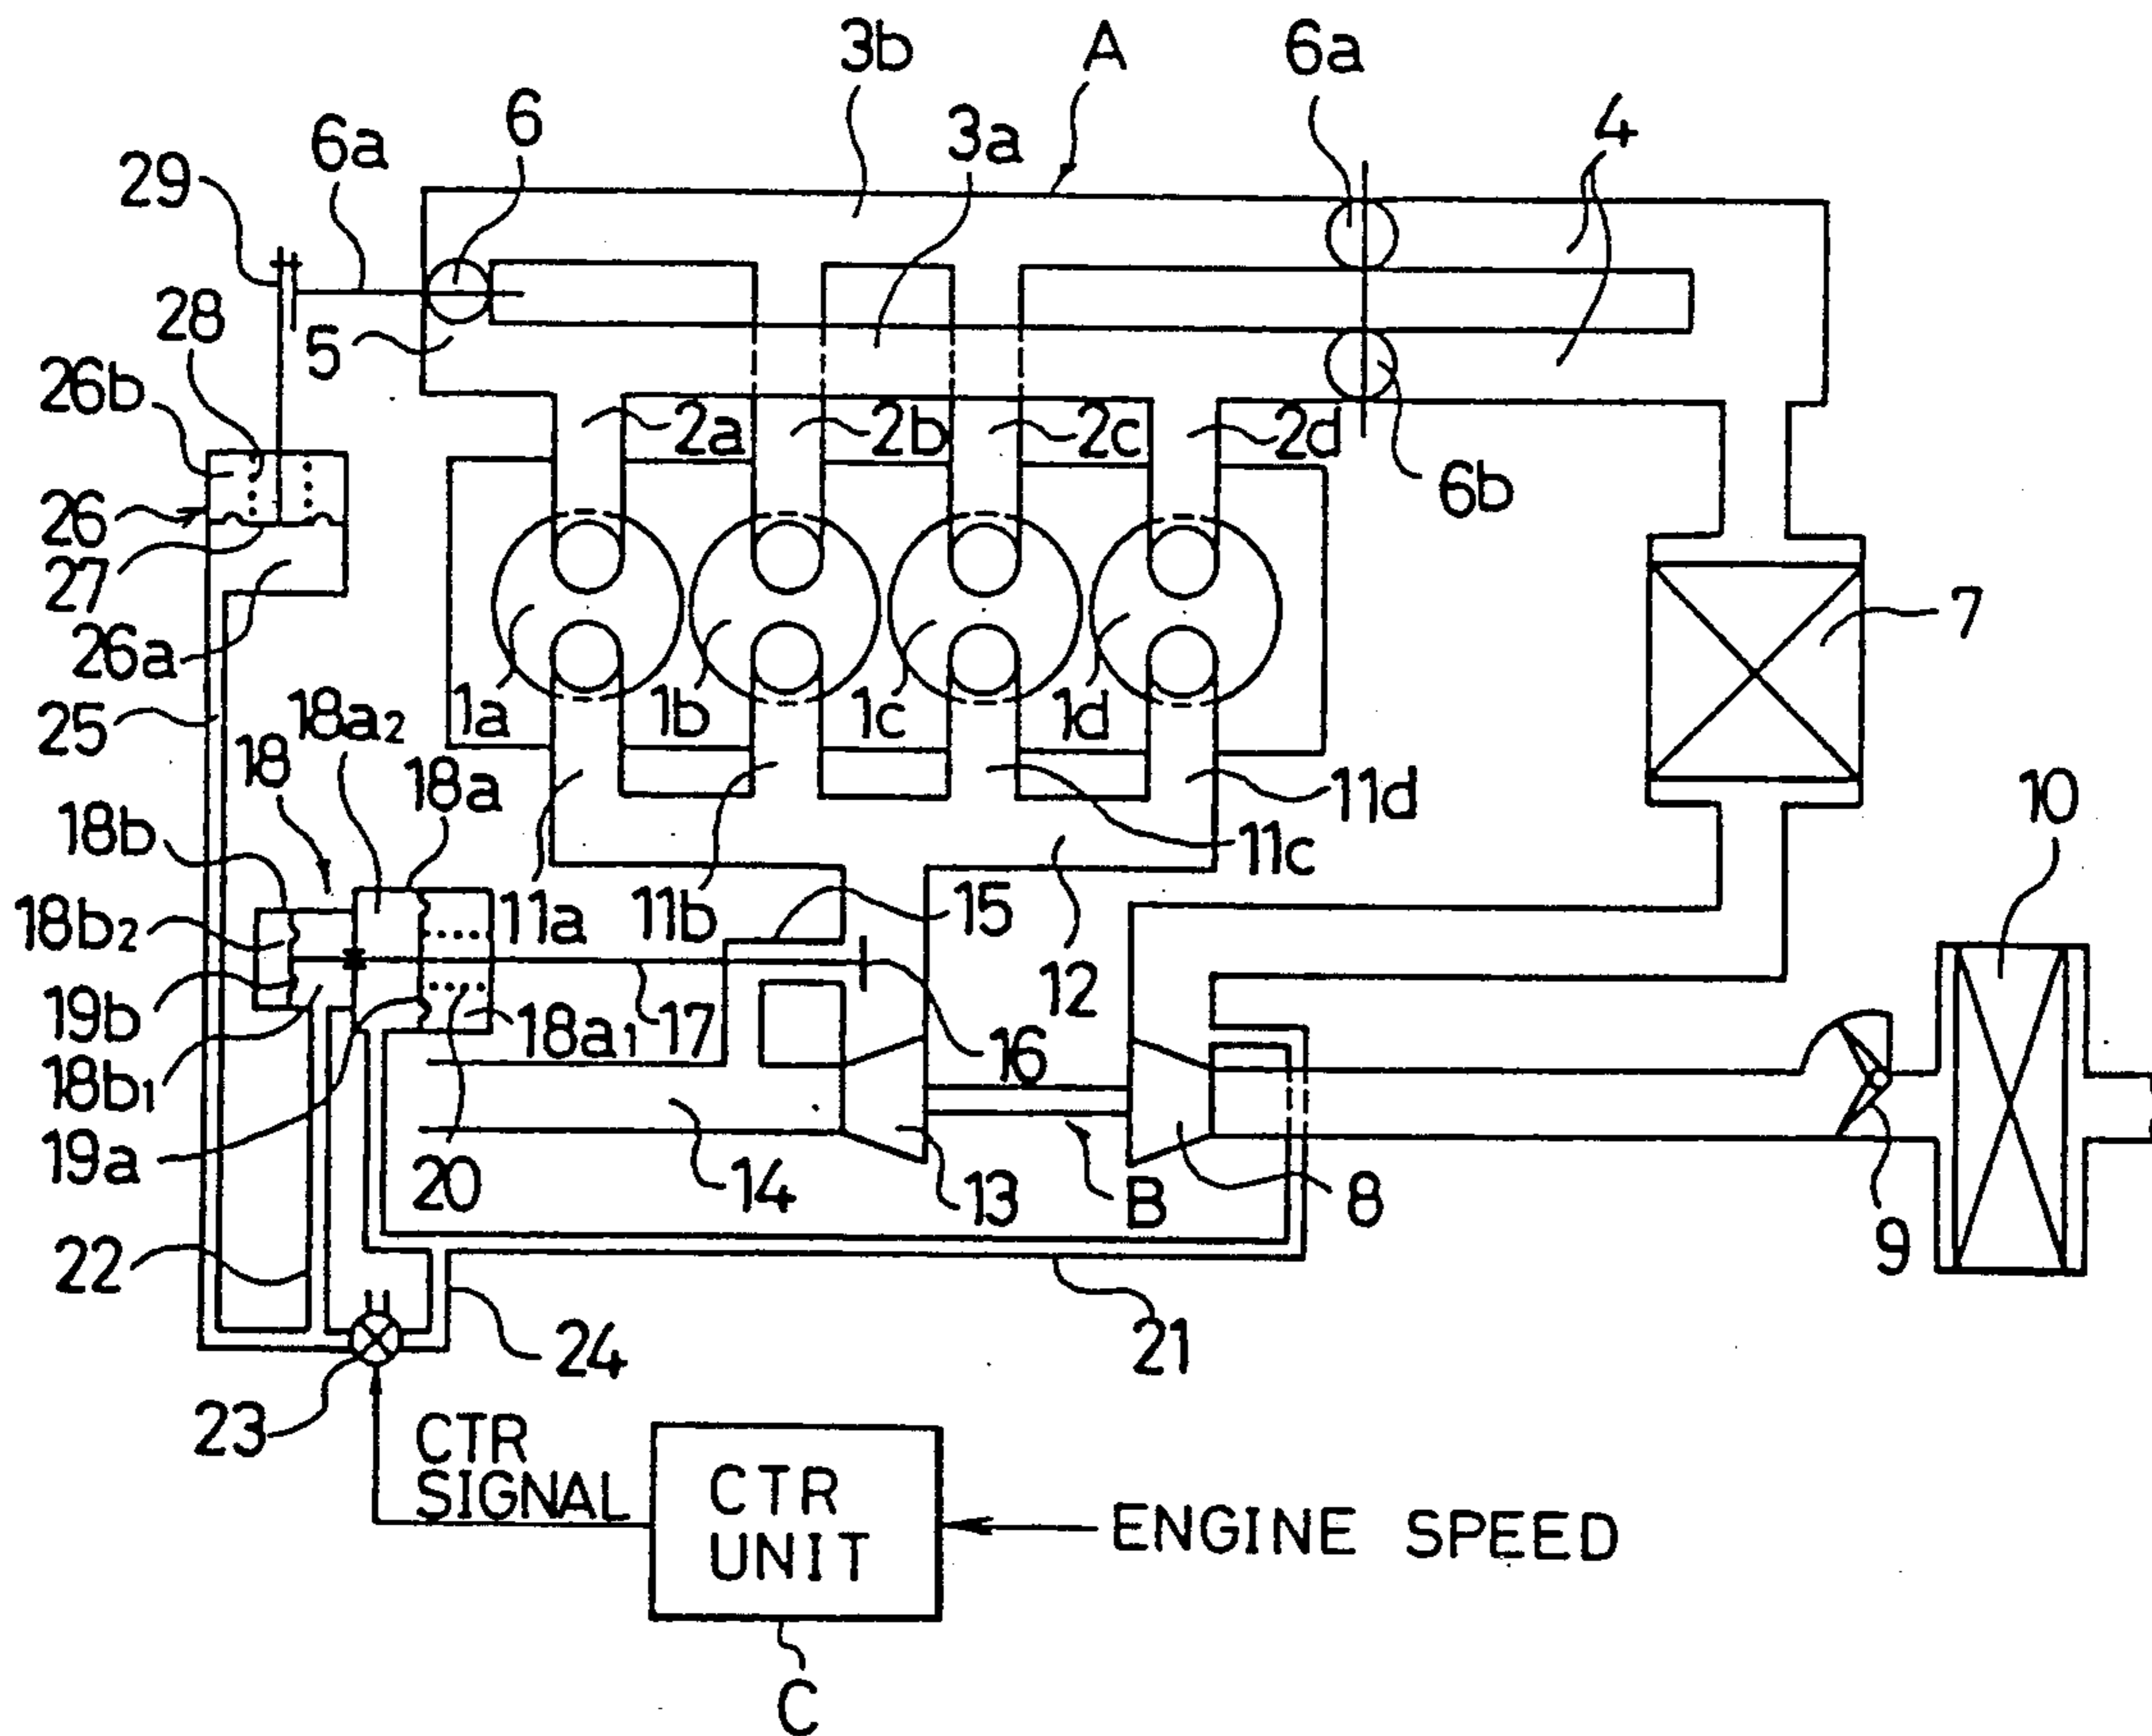 3b
A
6a
6
3a
4
6a
29
28
5
26b
2a
2b
2c
2d
26
6b
27
7
26a
18a2
1a
1b
1c
1d
25
18
18a
11d
10
18b
11c
18b2
11a
11b
15
12
19b
18a1
17
16
18b1
19a
20
14
13
B
8
9
22
24
21
23
CTR
SIGNAL
CTR
UNIT
ENGINE SPEED
C